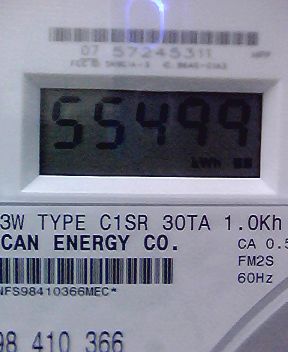 07 57245311
55499
kWh
3W TYPE C1SR 30TA 1.0Kh
CAN ENERGY CO.
CA 0.5
FM2S
60Hz
NFS98410366MEC*
98 410 366